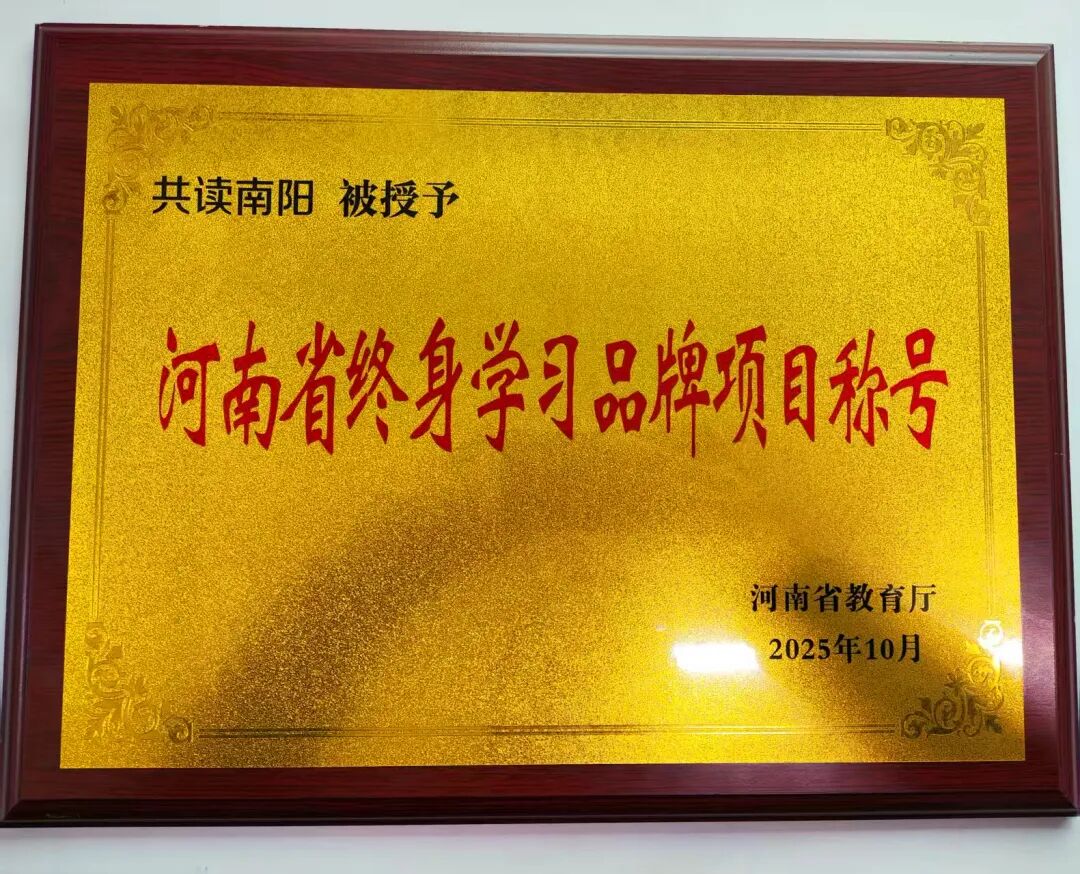 共读南阳 被授予
河南省终身学习品牌项目称号
河南省教育厅
2025年10月